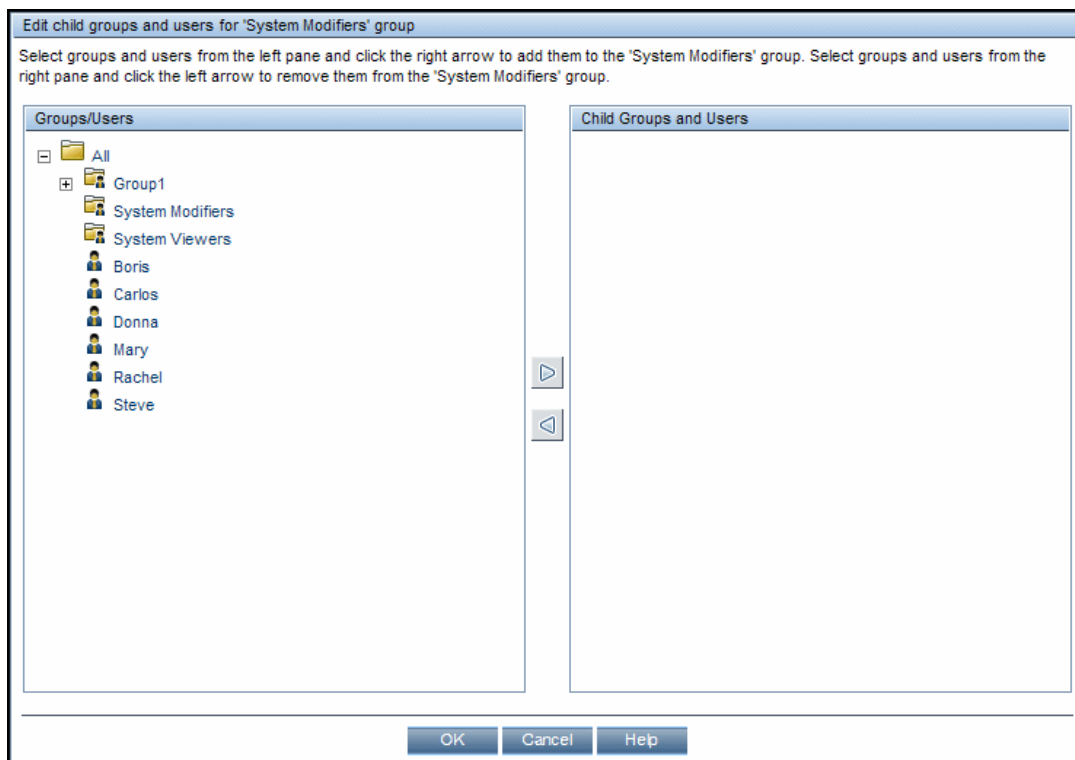 Edit child groups and users for 'System Modifiers' group
Select groups and users from the left pane and click the right arrow to add them to the 'System Modifiers' group. Select groups and users from the
right pane and click the left arrow to remove them from the 'System Modifiers' group.
Groups/Users
All
Group1
System Modifiers
System Viewers
Boris
Carlos
Donna
Mary
Rachel
Steve
Child Groups and Users
OK
Cancel
Help